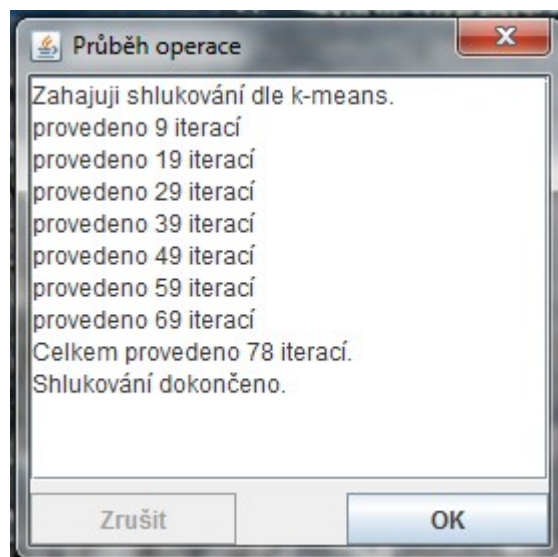 Průběh operace
Zahajuji shlukování dle k-means.
provedeno 9 iterací
provedeno 19 iterací
provedeno 29 iterací
provedeno 39 iterací
provedeno 49 iterací
provedeno 59 iterací
provedeno 69 iterací
Celkem provedeno 78 iterací.
Shlukování dokončeno.
Zrušit
OK